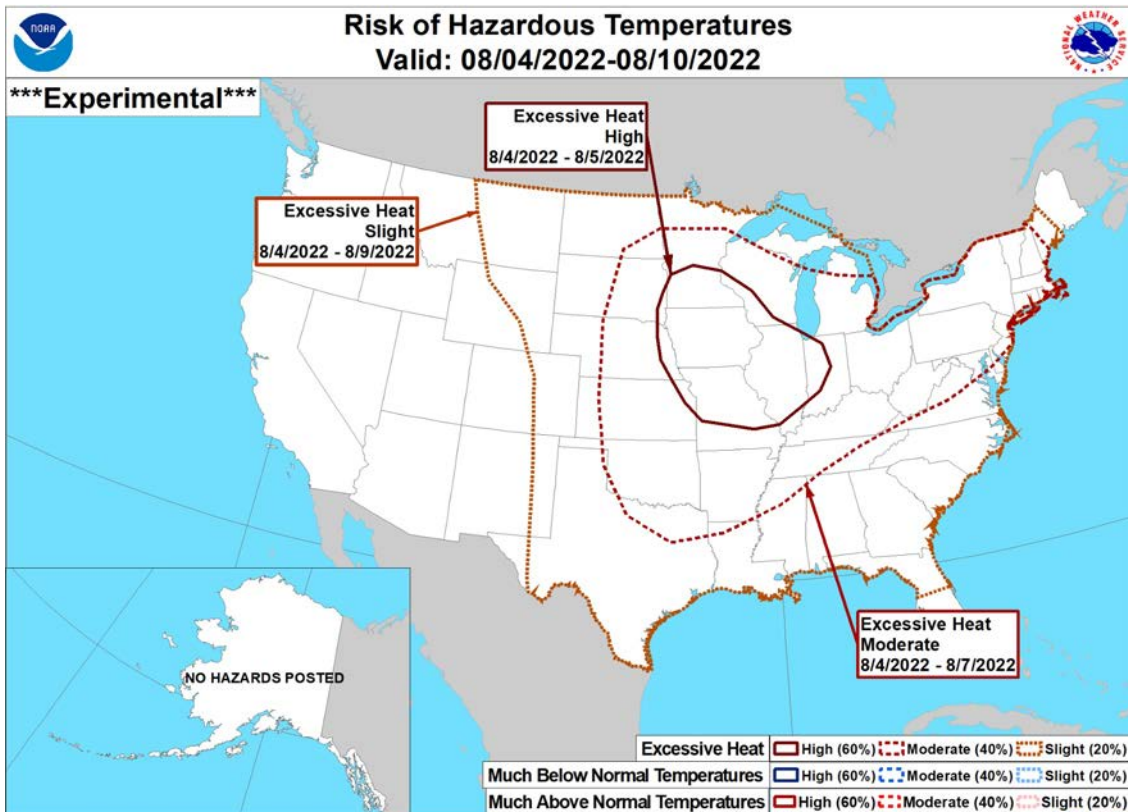 NOAA
Risk of Hazardous Temperatures
Valid: 08/04/2022-08/10/2022
NATIONAL WEATHER SERVICE
***Experimental***
Excessive Heat
High
8/4/2022 - 8/5/2022
Excessive Heat
Slight
8/4/2022 - 8/9/2022
Excessive Heat
Moderate
8/4/2022 - 8/7/2022
NO HAZARDS POSTED
Excessive Heat High (60%) Moderate (40%) Slight (20%)
Much Below Normal Temperatures High (60%) Moderate (40%) Slight (20%)
Much Above Normal Temperatures High (60%) Moderate (40%) Slight (20%)